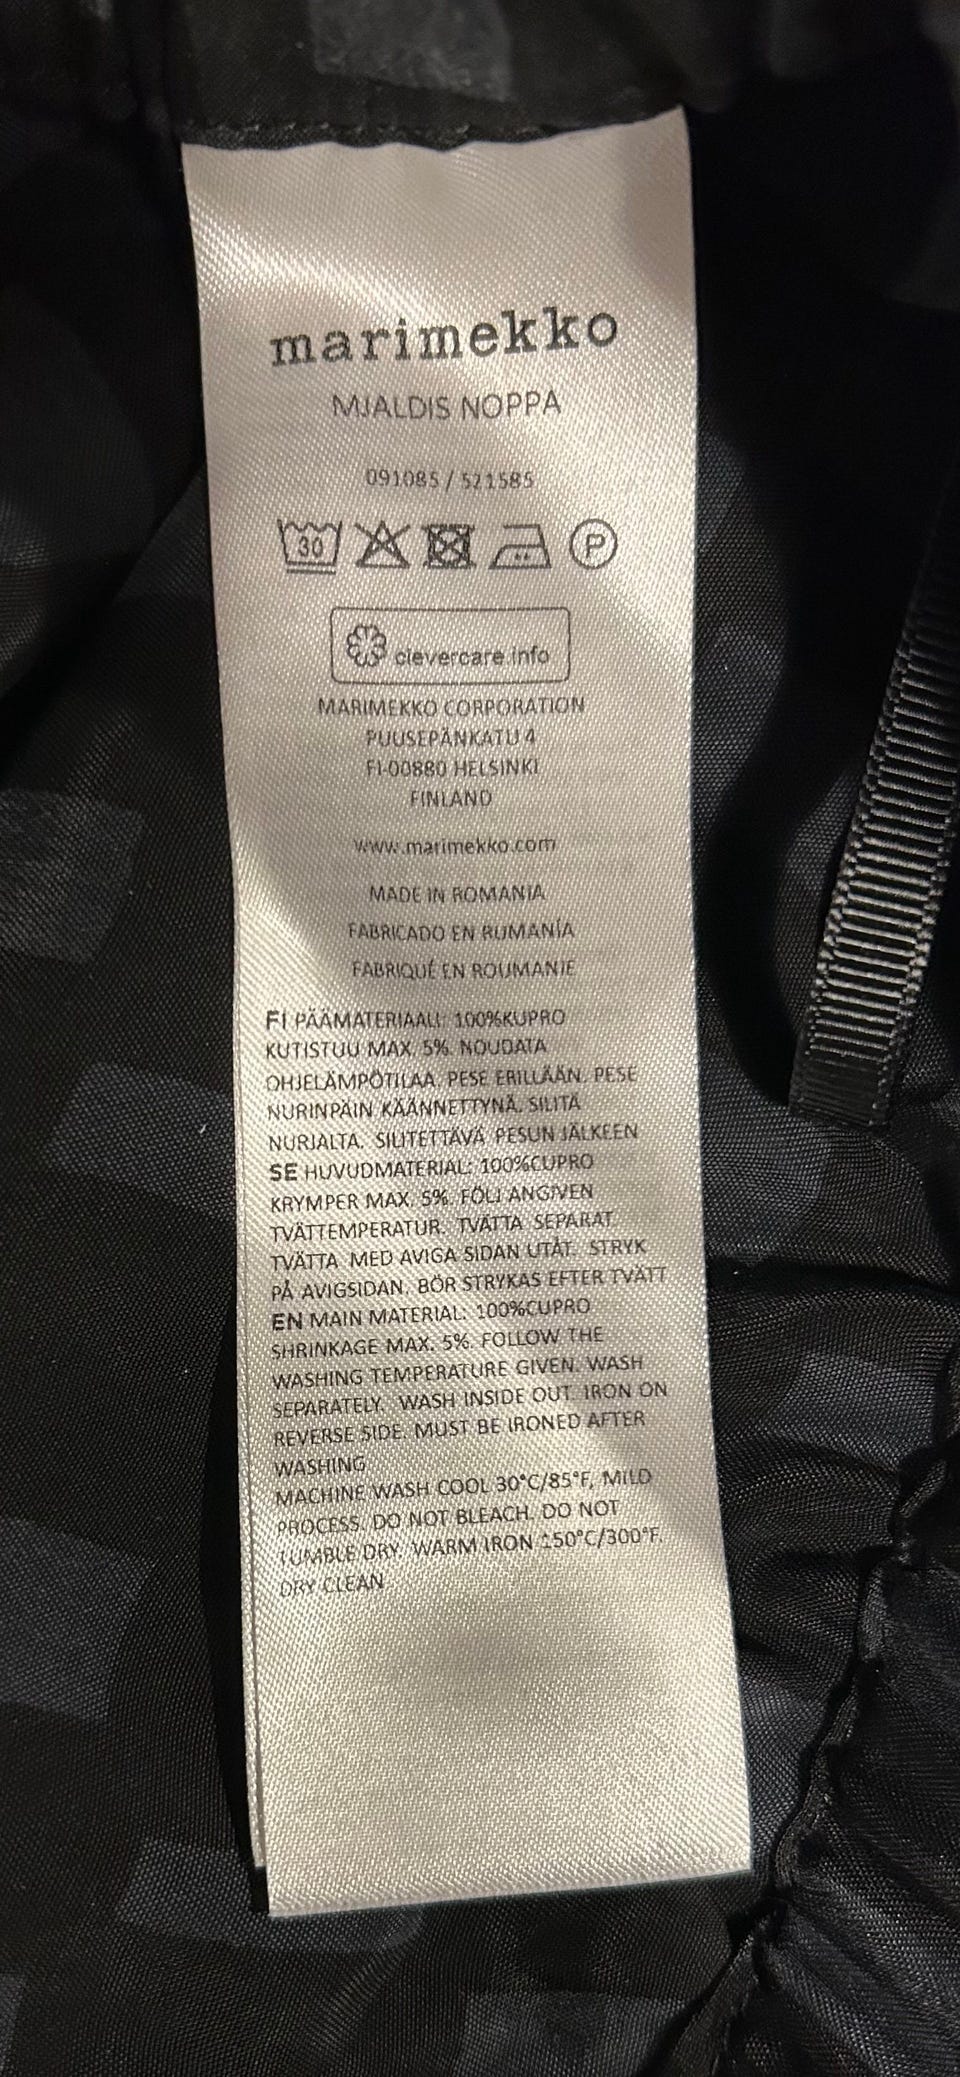 marimekko
MJALDIS NOPPA
091085 / 521585
30 P
clevercare.info
MARIMEKKO CORPORATION
PUUSEPÄNKATU 4
FI-00880 HELSINKI
FINLAND
www.marimekko.com
MADE IN ROMANIA
FABRICADO EN RUMANÍA
FABRIQUÉ EN ROUMANIE
FI PÄÄMATERIAALI: 100%KUPRO
KUTISTUU MAX. 5%. NOUDATA
OHJELÄMPÖTILAA. PESE ERILLÄÄN. PESE
NURINPÄIN KÄÄNNETTYNÄ. SILITÄ
NURJALTA. SILITETTÄVÄ PESUN JÄLKEEN
SE HUVUDMATERIAL: 100%CUPRO
KRYMPER MAX. 5%. FÖLJ ANGIVEN
TVÄTTEMPERATUR. TVÄTTA SEPARAT.
TVÄTTA MED AVIGA SIDAN UTÅT. STRYK
PÅ AVIGSIDAN. BÖR STRYKAS EFTER TVÄTT
EN MAIN MATERIAL: 100%CUPRO
SHRINKAGE MAX. 5%. FOLLOW THE
WASHING TEMPERATURE GIVEN. WASH
SEPARATELY. WASH INSIDE OUT. IRON ON
REVERSE SIDE. MUST BE IRONED AFTER
WASHING
MACHINE WASH COOL 30°C/85°F, MILD
PROCESS. DO NOT BLEACH. DO NOT
TUMBLE DRY. WARM IRON 150°C/300°F.
DRY CLEAN